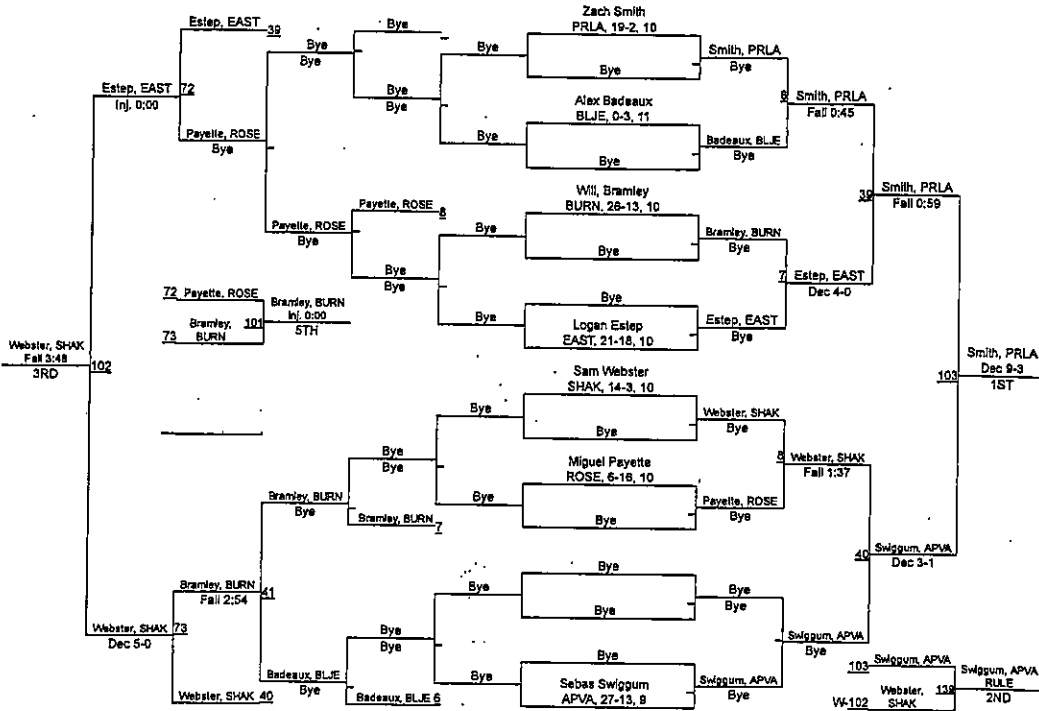 Zach Smith
PRLA, 19-2, 10
Bye
Bye
Smith, PRLA
Bye
Alex Badeaux
BLJE, 0-3, 11
Bye
Bye
Badeaux, BLJE
Bye
6
Smith, PRLA
Fall 0:45
Will, Bramley
BURN, 26-13, 10
Bye
Bye
Bramley, BURN
Bye
Bye
Logan Estep
EAST, 21-18, 10
Bye
Estep, EAST
Bye
7
Estep, EAST
Dec 4-0
39
Smith, PRLA
Fall 0:59
Sam Webster
SHAK, 14-3, 10
Bye
Bye
Webster, SHAK
Bye
Miguel Payette
ROSE, 6-16, 10
Bye
Bye
Payette, ROSE
Bye
8
Webster, SHAK
Fall 1:37
Bye
Bye
Bye
Bye
Bye
Sebas Swiggum
APVA, 27-13, 9
Bye
Swiggum, APVA
Bye
Swiggum, APVA
Bye
40
Swiggum, APVA
Dec 3-1
103
Smith, PRLA
Dec 9-3
1ST
103
Swiggum, APVA
W-102
Webster,
SHAK
139
Swiggum, APVA
RULE
2ND
Bye
Bye
Bye
Bye
Bye
Payette, ROSE
8
Bye
Bye
Payette, ROSE
Bye
Payette, ROSE
Bye
Estep, EAST
39
72
Estep, EAST
Inj. 0:00
72
Payette, ROSE
73
Bramley,
BURN
101
Bramley, BURN
Inj. 0:00
5TH
Webster, SHAK
Fall 3:48
3RD
102
Bye
Bye
Bramley, BURN
7
Bramley, BURN
Bye
Bye
Bye
Badeaux, BLJE
6
Badeaux, BLJE
Bye
41
Bramley, BURN
Fall 2:54
Webster, SHAK
40
73
Webster, SHAK
Dec 5-0